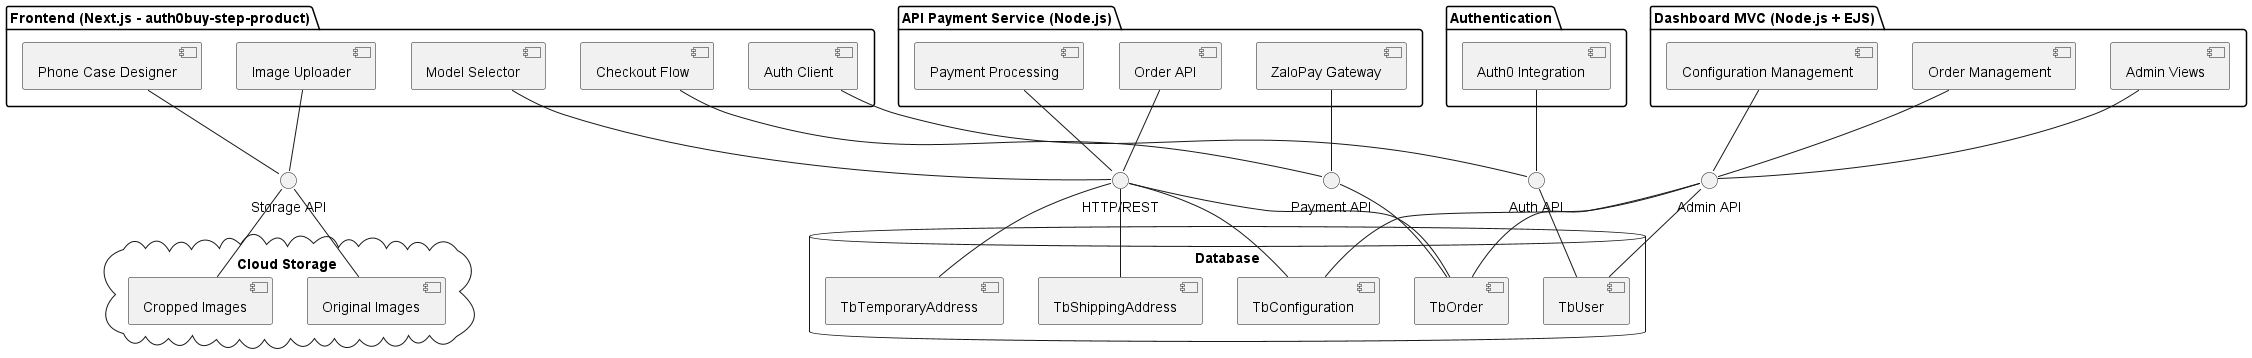 Frontend (Next.js - auth0buy-step-product)
API Payment Service (Node.js)
Authentication
Dashboard MVC (Node.js + EJS)
Phone Case Designer
Image Uploader
Model Selector
Checkout Flow
Auth Client
Payment Processing
Order API
ZaloPay Gateway
Auth0 Integration
Configuration Management
Order Management
Admin Views
Storage API
HTTP/REST
Payment API
Auth API
Admin API
Cloud Storage
Database
Cropped Images
Original Images
TbTemporaryAddress
TbShippingAddress
TbConfiguration
TbOrder
TbUser